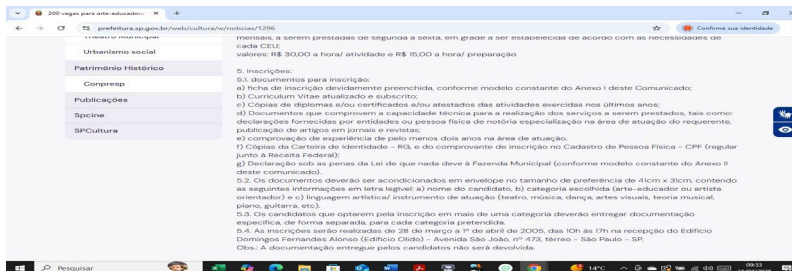 200 vagas para arte-educadore
prefeitura.sp.gov.br/web/cultura/w/noticias/1296
Confirme sua identidade
Theatro Municipal
Urbanismo social
Patrimônio Histórico
Conpresp
Publicações
Spcine
SPCultura
mensais, a serem prestadas de segunda a sexta, em grade a ser estabelecida de acordo com as necessidades de
cada CEU;
valores: R$ 30,00 a hora/ atividade e R$ 15,00 a hora/ preparação
5. Inscrições:
5.1. documentos para inscrição:
a) ficha de inscrição devidamente preenchida, conforme modelo constante do Anexo I deste Comunicado;
b) Curriculum Vitae atualizado e subscrito;
c) Cópias de diplomas e/ou certificados e/ou atestados das atividades exercidas nos últimos anos;
d) Documentos que comprovem a capacidade técnica para a realização dos serviços a serem prestados, tais como:
declarações fornecidas por entidades ou pessoa física de notória especialização na área de atuação do requerente,
publicação de artigos em jornais e revistas;
e) comprovação de experiência de pelo menos dois anos na área de atuação.
f) Cópias da Carteira de Identidade – RG, e do comprovante de inscrição no Cadastro de Pessoa Física – CPF (regular
junto à Receita Federal);
g) Declaração sob as penas da Lei de que nada deve à Fazenda Municipal (conforme modelo constante do Anexo II
deste comunicado).
5.2. Os documentos deverão ser acondicionados em envelope no tamanho de preferência de 41cm x 31cm, contendo
as seguintes informações em letra legível: a) nome do candidato, b) categoria escolhida (arte-educador ou artista
orientador) e c) linguagem artística/ instrumento de atuação (teatro, música, dança, artes visuais, teoria musical,
piano, guitarra, etc).
5.3. Os candidatos que optarem pela inscrição em mais de uma categoria deverão entregar documentação
específica, de forma separada, para cada categoria pretendida.
5.4. As inscrições serão realizadas de 28 de março a 1º de abril de 2005, das 10h às 17h na recepção do Edifício
Domingos Fernandes Alonso (Edifício Olido) – Avenida São João, nº 473, térreo – São Paulo – SP.
Obs.: A documentação entregue pelos candidatos não será devolvida.
Pesquisar
14°C
09:33